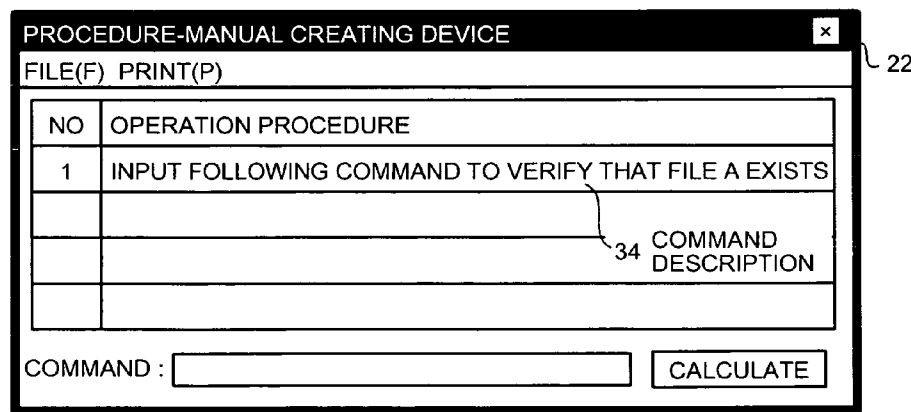 PROCEDURE-MANUAL CREATING DEVICE ×
22
FILE(F) PRINT(P)
NO OPERATION PROCEDURE
1 INPUT FOLLOWING COMMAND TO VERIFY THAT FILE A EXISTS
34 COMMAND
DESCRIPTION
COMMAND : CALCULATE